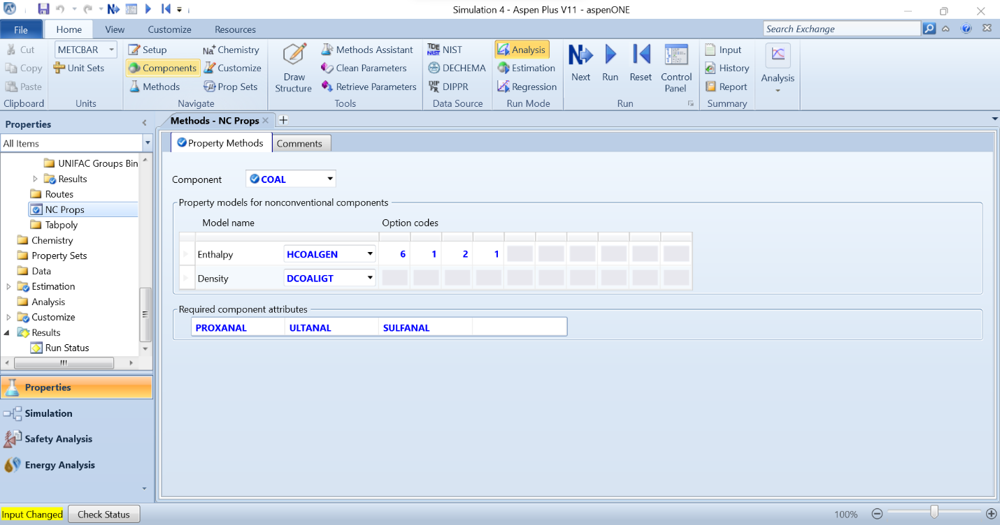 Simulation 4 - Aspen Plus V11 - aspenONE
File Home View Customize Resources Search Exchange
Cut METCBAR Setup Na+ Chemistry Methods Assistant NIST Analysis Input
Copy Unit Sets Components Customize Clean Parameters DECHEMA Estimation History
Paste Methods Prop Sets Draw Structure Retrieve Parameters DIPPR Regression Next Run Reset Control Panel Report Analysis
Clipboard Units Navigate Tools Data Source Run Mode Run Summary
Properties
All Items
UNIFAC Groups Bin
Results
Routes
NC Props
Tabpoly
Chemistry
Property Sets
Data
Estimation
Analysis
Customize
Results
Run Status
Properties
Simulation
Safety Analysis
Energy Analysis
Methods - NC Props
Property Methods Comments
Component COAL
Property models for nonconventional components
Model name Option codes
Enthalpy HCOALGEN 6 1 2 1
Density DCOALIGT
Required component attributes
PROXANAL ULTANAL SULFANAL
Input Changed Check Status 100%